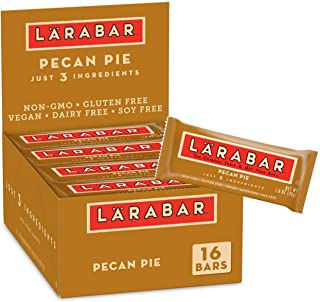 LÄRABAR
PECAN PIE
JUST 3 INGREDIENTS
NON-GMO • GLUTEN FREE
VEGAN • DAIRY FREE • SOY FREE
LÄRABAR
LÄRABAR
PECAN PIE
JUST 3 INGREDIENTS
LÄRABAR
16
BARS
PECAN PIE